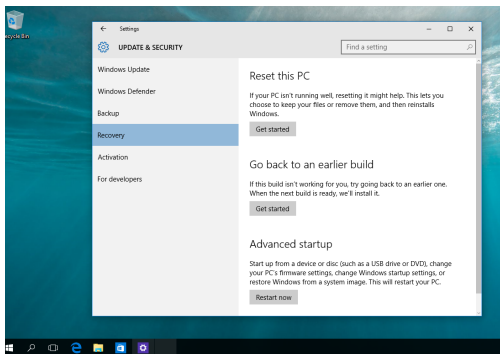 ecycle Bin
Settings
UPDATE & SECURITY
Find a setting
Windows Update
Windows Defender
Backup
Recovery
Activation
For developers
Reset this PC
If your PC isn't running well, resetting it might help. This lets you
choose to keep your files or remove them, and then reinstalls
Windows.
Get started
Go back to an earlier build
If this build isn't working for you, try going back to an earlier one.
When the next build is ready, we'll install it.
Get started
Advanced startup
Start up from a device or disc (such as a USB drive or DVD), change
your PC's firmware settings, change Windows startup settings, or
restore Windows from a system image. This will restart your PC.
Restart now